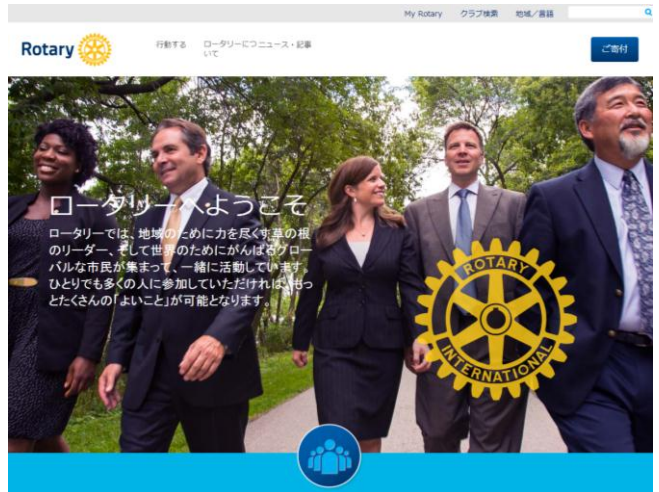 My Rotary クラブ検索 地域／言語
Rotary
行動する ロータリーにつ ニュース・記事
いて
ご寄付
ロータリーへようこそ
ロータリーでは、地域のために力を尽くす草の根
のリーダー、そして世界のためにがんばるグロー
バルな市民が集まって、一緒に活動しています。
ひとりでも多くの人に参加していただければ、もっ
とたくさんの「よいこと」が可能となります。
ROTARY
INTERNATIONAL